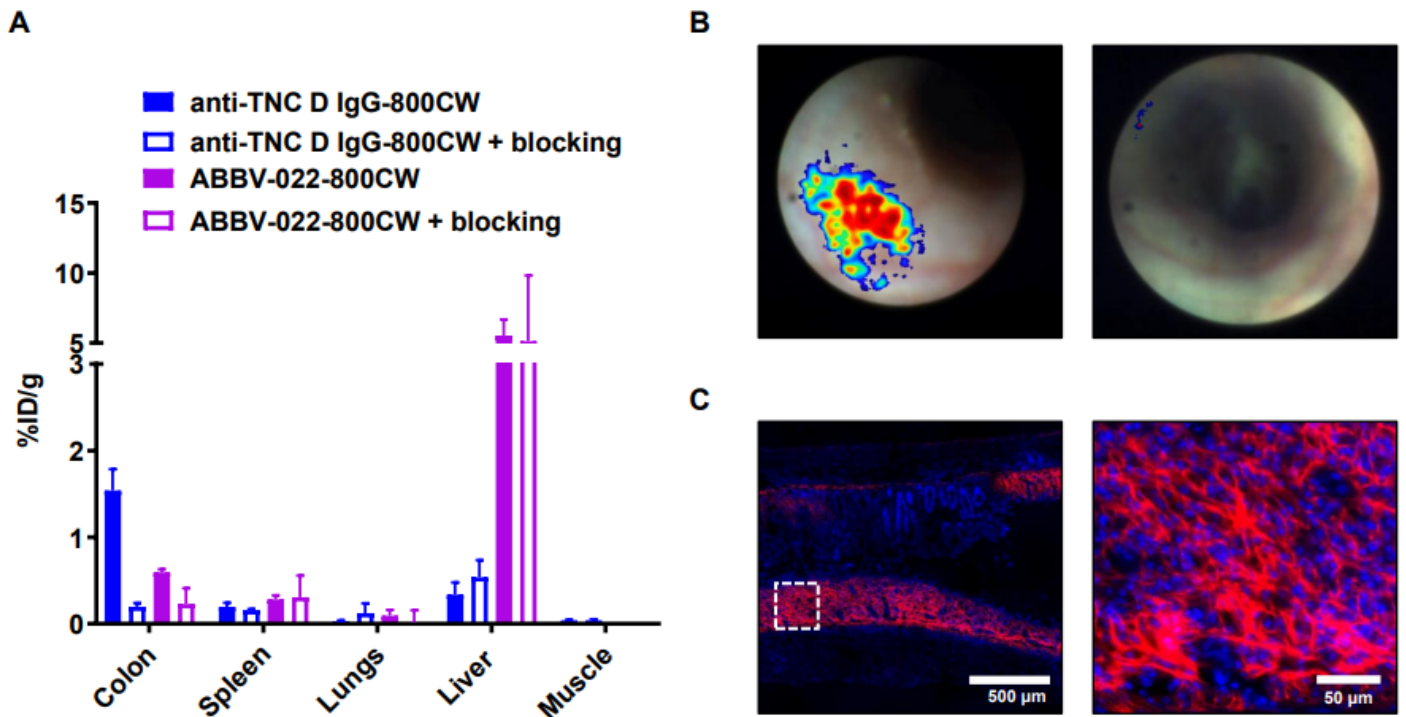 A
anti-TNC D IgG-800CW
anti-TNC D IgG-800CW + blocking
ABBV-022-800CW
ABBV-022-800CW + blocking
15
10
5
3
2
1
0
%ID/g
Colon
Spleen
Lungs
Liver
Muscle
B
C
500 µm
50 µm